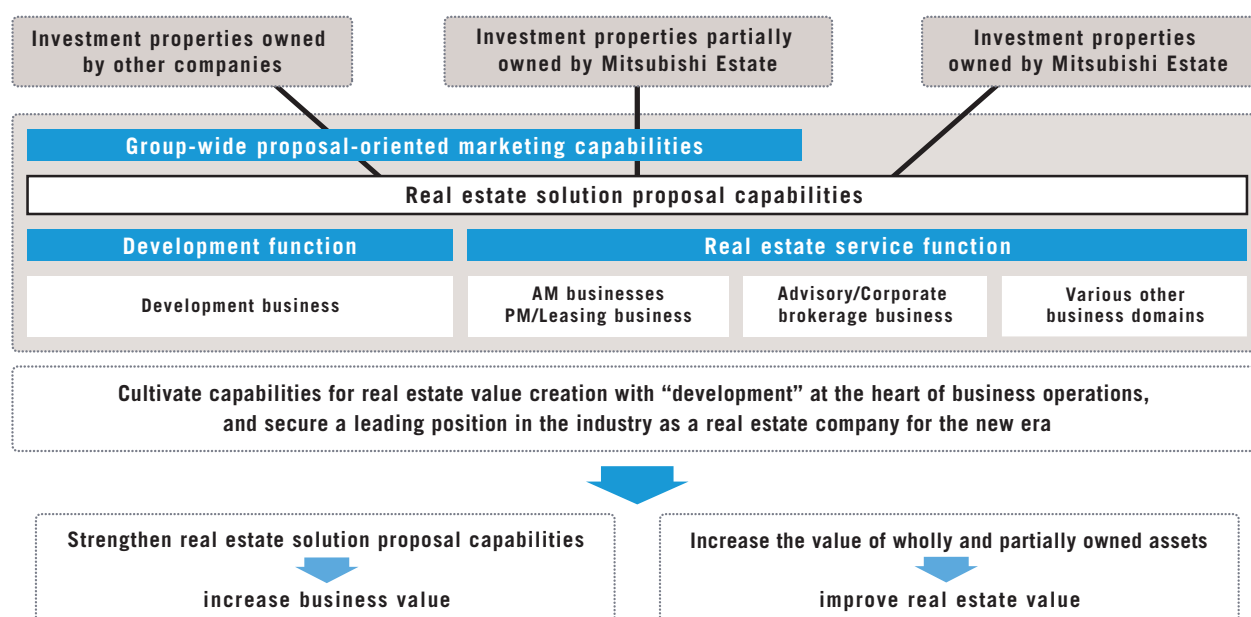 Investment properties owned
by other companies
Investment properties partially
owned by Mitsubishi Estate
Investment properties
owned by Mitsubishi Estate
Group-wide proposal-oriented marketing capabilities
Real estate solution proposal capabilities
Development function
Real estate service function
Development business
AM businesses
PM/Leasing business
Advisory/Corporate
brokerage business
Various other
business domains
Cultivate capabilities for real estate value creation with “development” at the heart of business operations,
and secure a leading position in the industry as a real estate company for the new era
Strengthen real estate solution proposal capabilities
increase business value
Increase the value of wholly and partially owned assets
improve real estate value